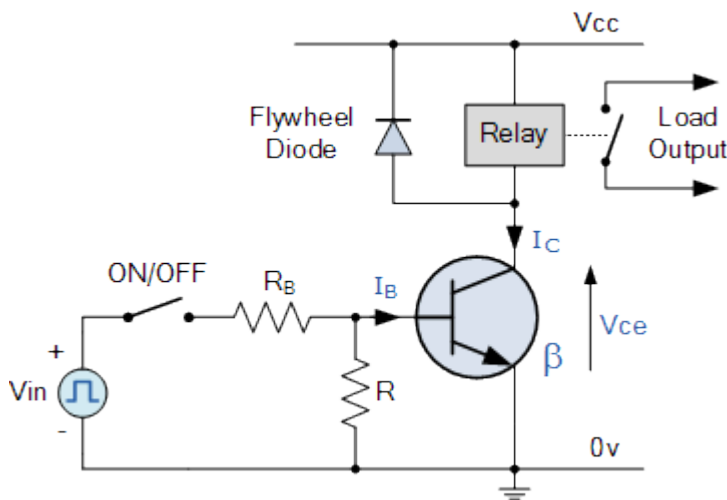 Vcc
Flywheel
Diode
Relay
Load
Output
ON/OFF
RB
IB
IC
Vce
β
+
Vin
-
R
0v